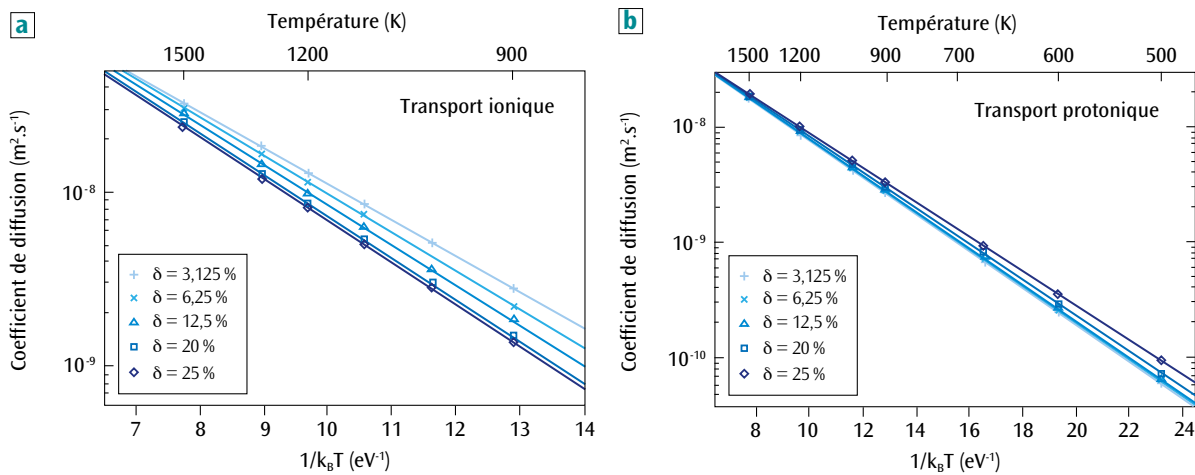 a
Température (K)
1500
1200
900
Coefficient de diffusion (m².s⁻¹)
10⁻⁸
10⁻⁹
Transport ionique
δ = 3,125 %
δ = 6,25 %
δ = 12,5 %
δ = 20 %
δ = 25 %
7 8 9 10 11 12 13 14
1/k_BT (eV⁻¹)
b
Température (K)
1500 1200 900 700 600 500
Coefficient de diffusion (m².s⁻¹)
10⁻⁸
10⁻⁹
10⁻¹⁰
Transport protonique
δ = 3,125 %
δ = 6,25 %
δ = 12,5 %
δ = 20 %
δ = 25 %
8 10 12 14 16 18 20 22 24
1/k_BT (eV⁻¹)